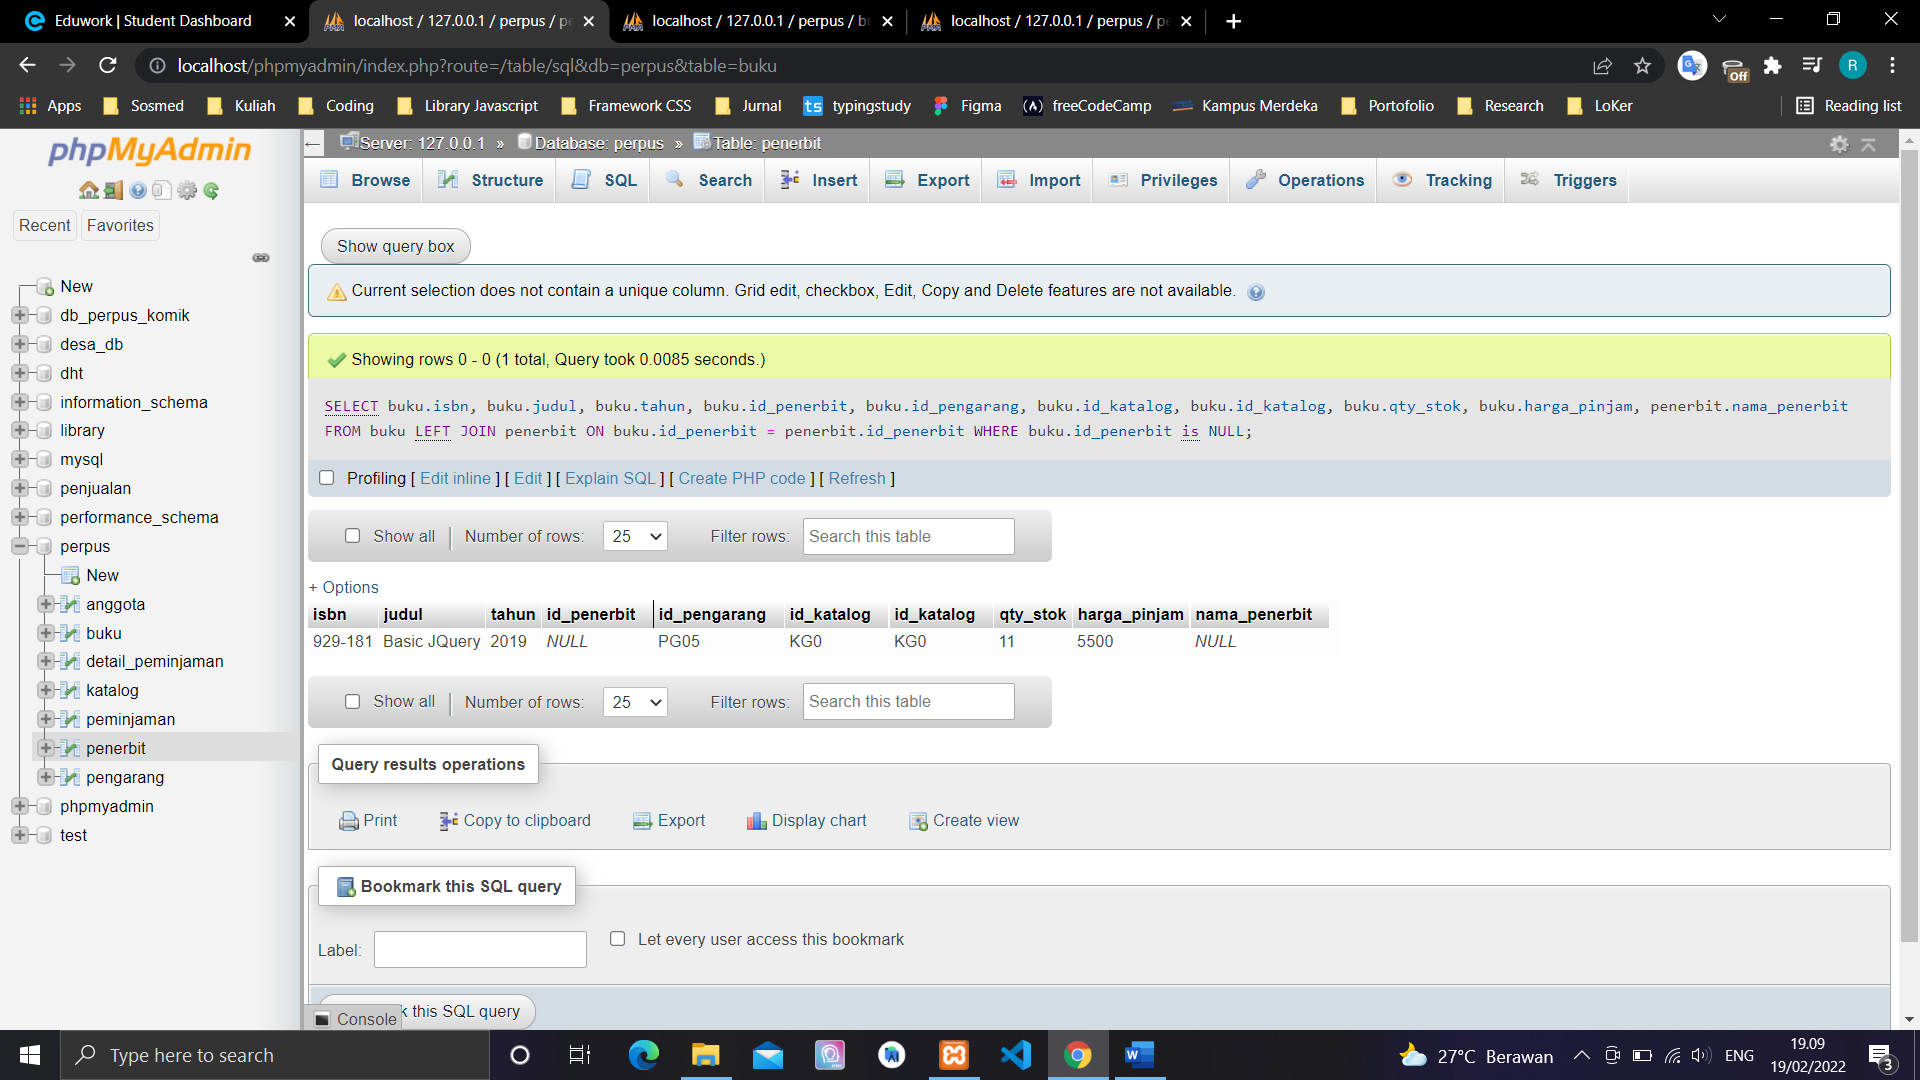 Eduwork | Student Dashboard
localhost / 127.0.0.1 / perpus / pe
localhost / 127.0.0.1 / perpus / bu
localhost / 127.0.0.1 / perpus / pe
localhost/phpmyadmin/index.php?route=/table/sql&db=perpus&table=buku
Off
R
Apps
Sosmed
Kuliah
Coding
Library Javascript
Framework CSS
Jurnal
ts typingstudy
Figma
(A) freeCodeCamp
Kampus Merdeka
Portofolio
Research
LoKer
Reading list
phpMyAdmin
Recent
Favorites
New
db_perpus_komik
desa_db
dht
information_schema
library
mysql
penjualan
performance_schema
perpus
New
anggota
buku
detail_peminjaman
katalog
peminjaman
penerbit
pengarang
phpmyadmin
test
Server: 127.0.0.1 » Database: perpus » Table: penerbit
Browse
Structure
SQL
Search
Insert
Export
Import
Privileges
Operations
Tracking
Triggers
Show query box
Current selection does not contain a unique column. Grid edit, checkbox, Edit, Copy and Delete features are not available.
Showing rows 0 - 0 (1 total, Query took 0.0085 seconds.)
SELECT buku.isbn, buku.judul, buku.tahun, buku.id_penerbit, buku.id_pengarang, buku.id_katalog, buku.id_katalog, buku.qty_stok, buku.harga_pinjam, penerbit.nama_penerbit
FROM buku LEFT JOIN penerbit ON buku.id_penerbit = penerbit.id_penerbit WHERE buku.id_penerbit is NULL;
Profiling [ Edit inline ] [ Edit ] [ Explain SQL ] [ Create PHP code ] [ Refresh ]
Show all | Number of rows: 25 Filter rows: Search this table
+ Options
isbn judul tahun id_penerbit id_pengarang id_katalog id_katalog qty_stok harga_pinjam nama_penerbit
929-181 Basic JQuery 2019 NULL PG05 KG0 KG0 11 5500 NULL
Show all | Number of rows: 25 Filter rows: Search this table
Query results operations
Print
Copy to clipboard
Export
Display chart
Create view
Bookmark this SQL query
Label:
Let every user access this bookmark
k this SQL query
Console
Type here to search
27°C Berawan
ENG
19.09
19/02/2022
3